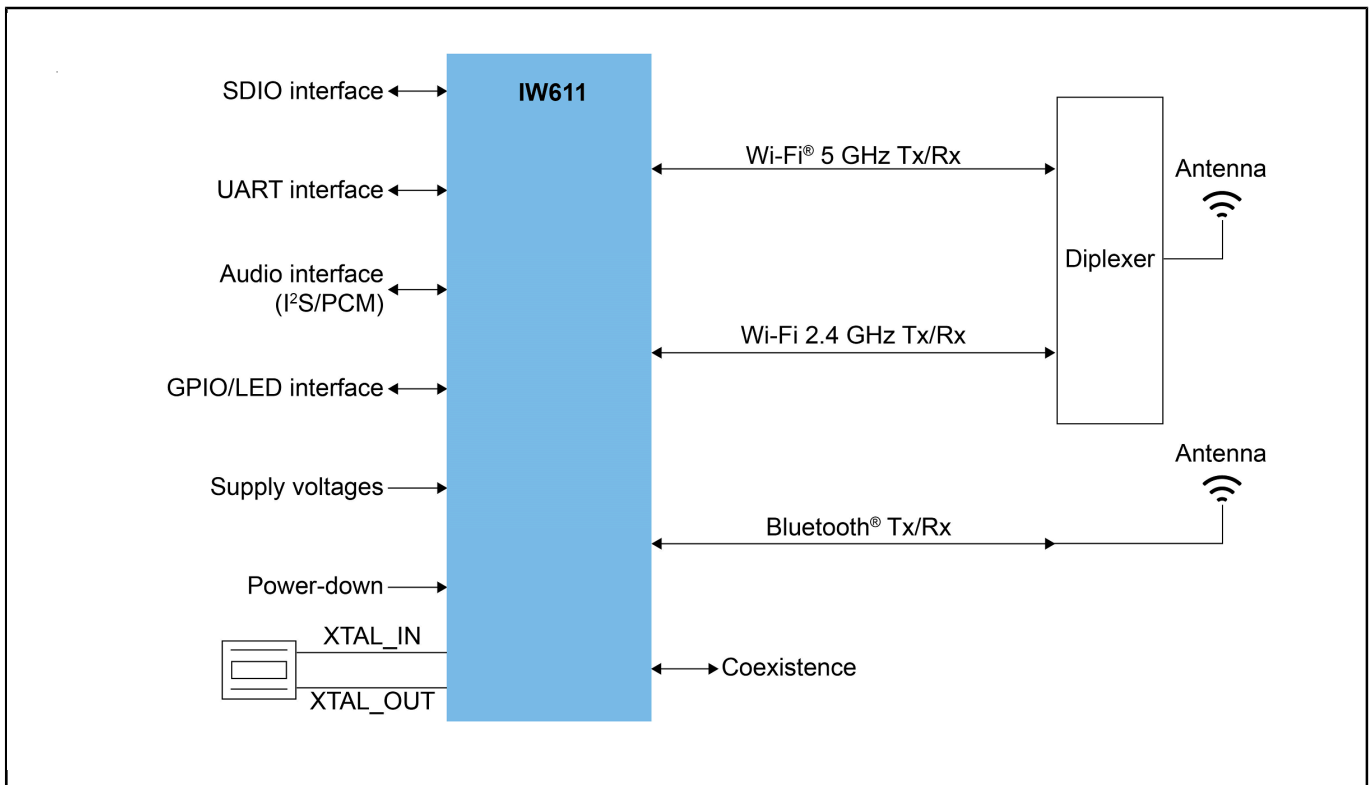 SDIO interface
IW611
Wi-Fi® 5 GHz Tx/Rx
Antenna
UART interface
Diplexer
Audio interface
(I²S/PCM)
Wi-Fi 2.4 GHz Tx/Rx
GPIO/LED interface
Antenna
Supply voltages
Bluetooth® Tx/Rx
Power-down
XTAL_IN
Coexistence
XTAL_OUT